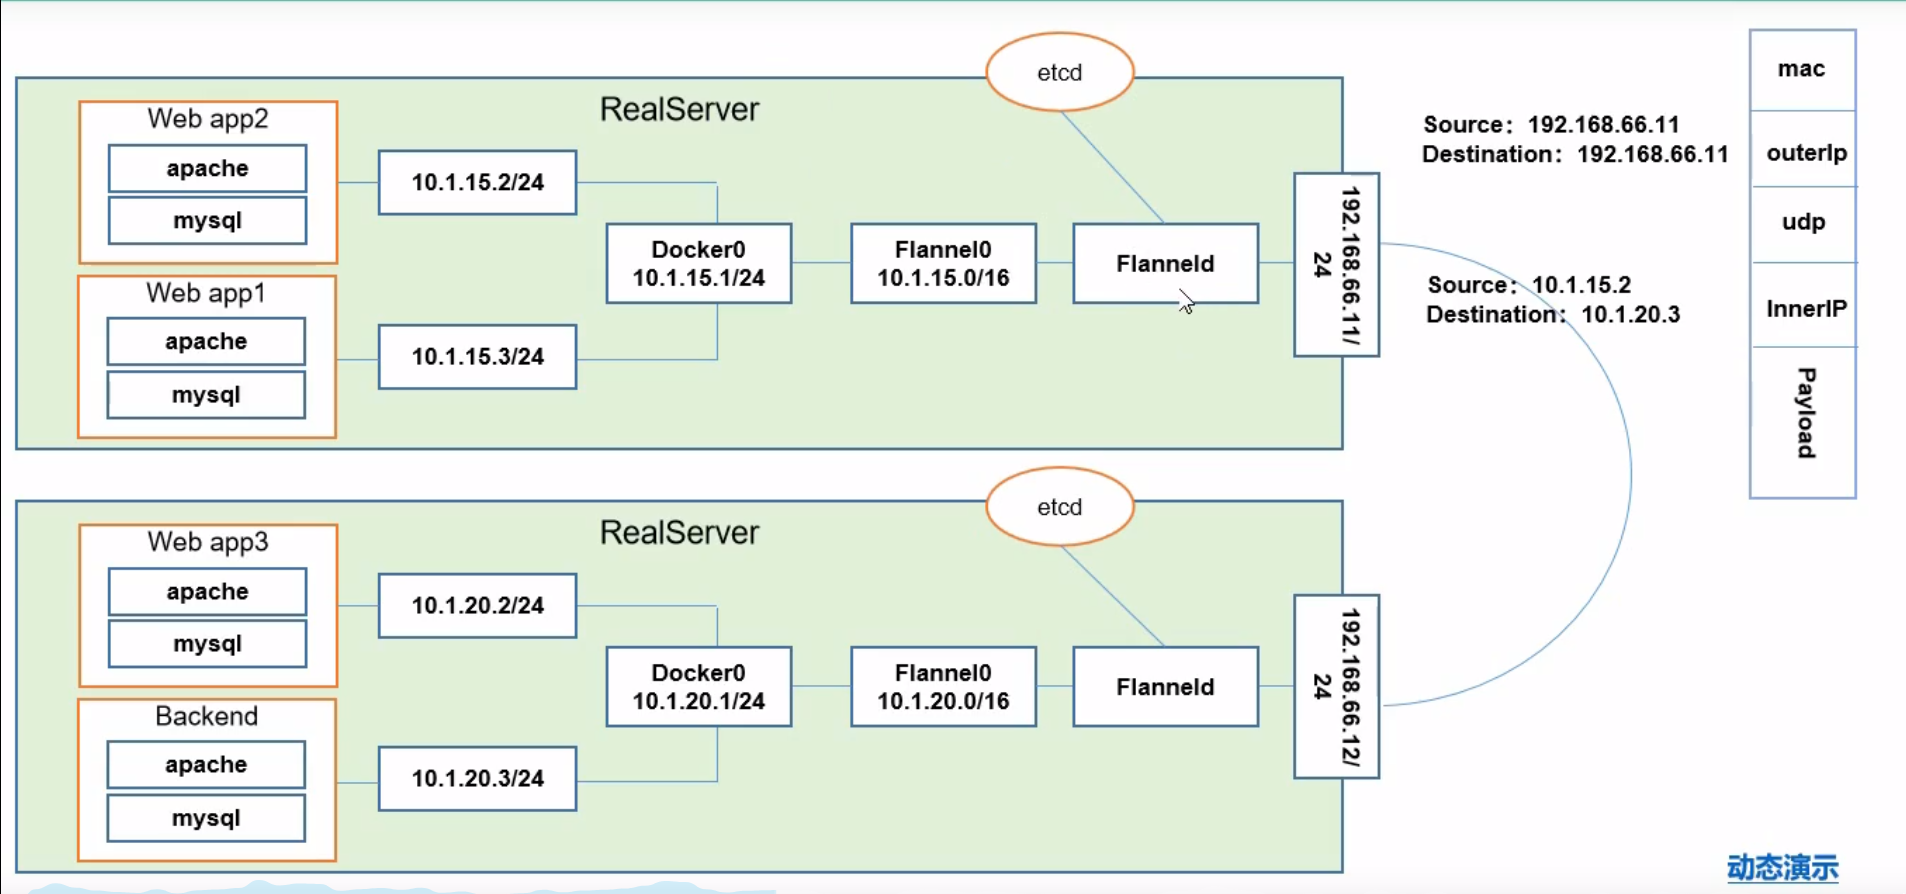 etcd
RealServer
Web app2
apache
mysql
10.1.15.2/24
Web app1
apache
mysql
10.1.15.3/24
Docker0
10.1.15.1/24
Flannel0
10.1.15.0/16
Flanneld
192.168.66.11/
24
Source：192.168.66.11
Destination：192.168.66.11
Source：10.1.15.2
Destination：10.1.20.3
mac
outerIp
udp
InnerIP
Payload
etcd
RealServer
Web app3
apache
mysql
10.1.20.2/24
Backend
apache
mysql
10.1.20.3/24
Docker0
10.1.20.1/24
Flannel0
10.1.20.0/16
Flanneld
192.168.66.12/
24
动态演示